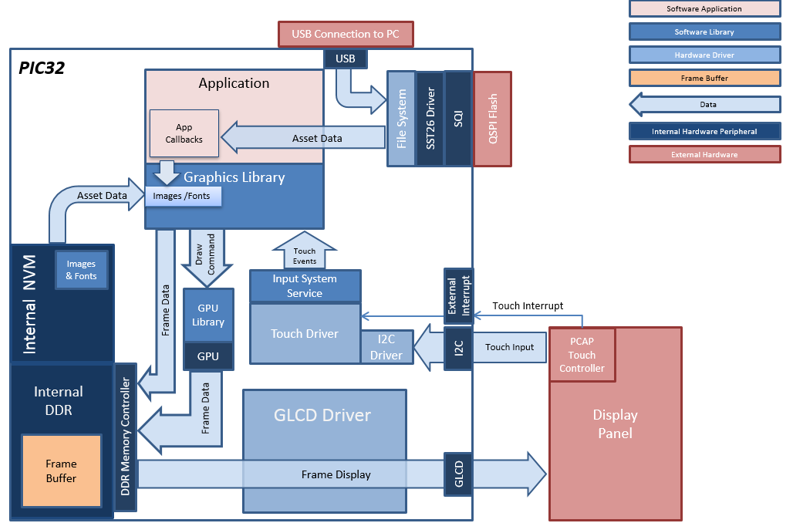 Software Application
Software Library
Hardware Driver
Frame Buffer
Data
Internal Hardware Peripheral
External Hardware
USB Connection to PC
PIC32
USB
Application
App
Callbacks
Asset Data
File System
SST26 Driver
SQI
QSPI Flash
Graphics Library
Images /Fonts
Asset Data
Internal NVM
Images
& Fonts
Frame Data
Draw
Command
Touch
Events
GPU
Library
GPU
Frame Data
Input System
Service
Touch Driver
I2C
Driver
External
Interrupt
Touch Interrupt
I2C
Touch Input
PCAP
Touch
Controller
Display
Panel
Internal
DDR
Frame
Buffer
DDR Memory Controller
GLCD Driver
Frame Display
GLCD